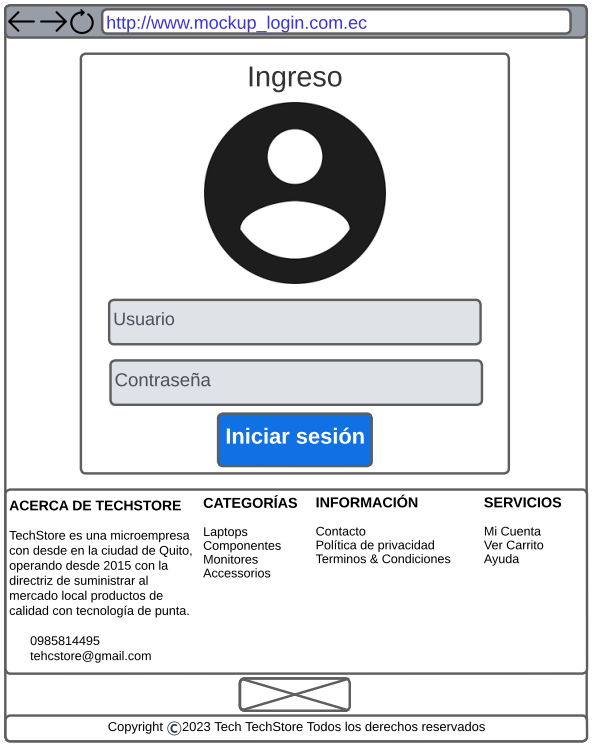 http://www.mockup_login.com.ec
Ingreso
Usuario
Contraseña
Iniciar sesión
ACERCA DE TECHSTORE
TechStore es una microempresa
con desde en la ciudad de Quito,
operando desde 2015 con la
directriz de suministrar al
mercado local productos de
calidad con tecnología de punta.
0985814495
tehcstore@gmail.com
CATEGORÍAS
Laptops
Componentes
Monitores
Accessorios
INFORMACIÓN
Contacto
Política de privacidad
Terminos & Condiciones
SERVICIOS
Mi Cuenta
Ver Carrito
Ayuda
Copyright ©2023 Tech TechStore Todos los derechos reservados